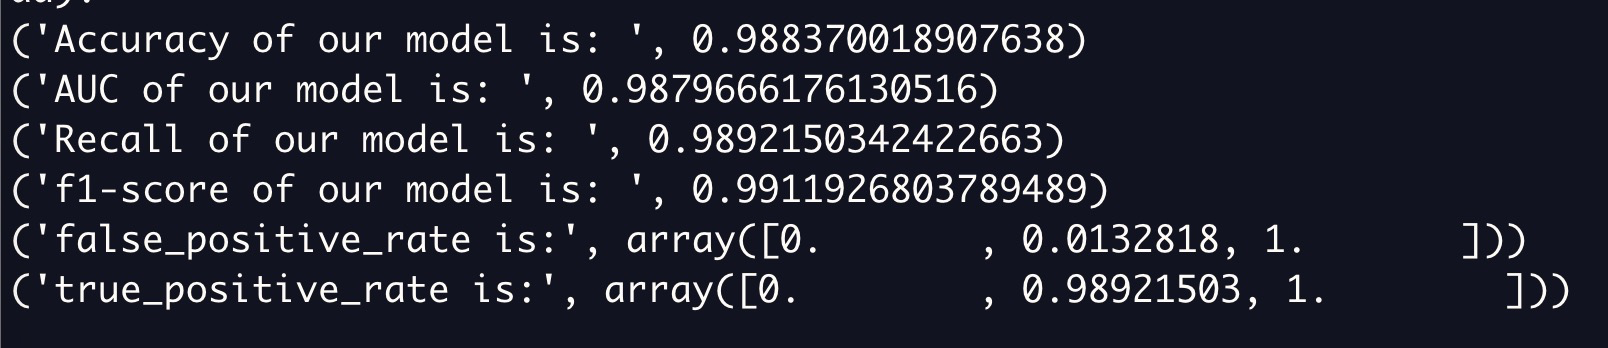 ('Accuracy of our model is: ', 0.988370018907638)
('AUC of our model is: ', 0.9879666176130516)
('Recall of our model is: ', 0.9892150342422663)
('f1-score of our model is: ', 0.9911926803789489)
('false_positive_rate is:', array([0.       , 0.0132818, 1.       ]))
('true_positive_rate is:', array([0.        , 0.98921503, 1.        ]))